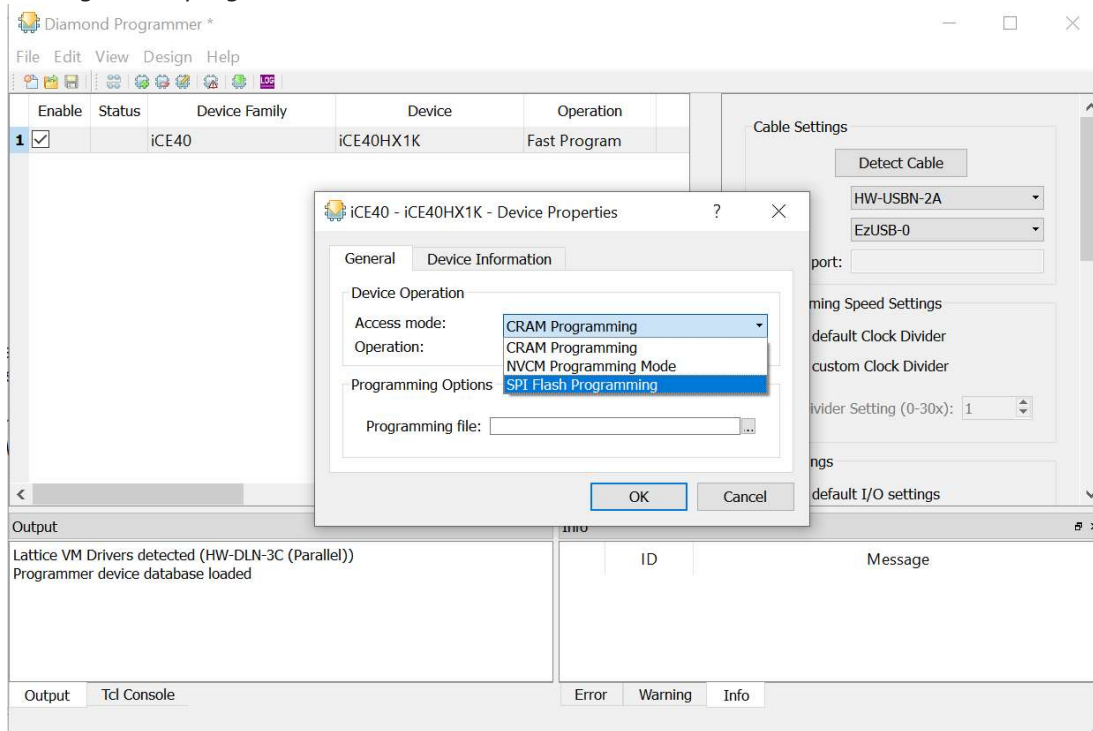 Diamond Programmer *
File Edit View Design Help
LOG
Enable Status Device Family Device Operation
1 iCE40 iCE40HX1K Fast Program
Cable Settings
Detect Cable
HW-USBN-2A
EzUSB-0
port:
ming Speed Settings
default Clock Divider
custom Clock Divider
ivider Setting (0-30x): 1
ngs
default I/O settings
iCE40 - iCE40HX1K - Device Properties ? ×
General Device Information
Device Operation
Access mode: CRAM Programming
Operation: CRAM Programming
NVCM Programming Mode
SPI Flash Programming
Programming Options
Programming file: ...
OK Cancel
Output
Lattice VM Drivers detected (HW-DLN-3C (Parallel))
Programmer device database loaded
Output Tcl Console
Info
ID Message
Error Warning Info